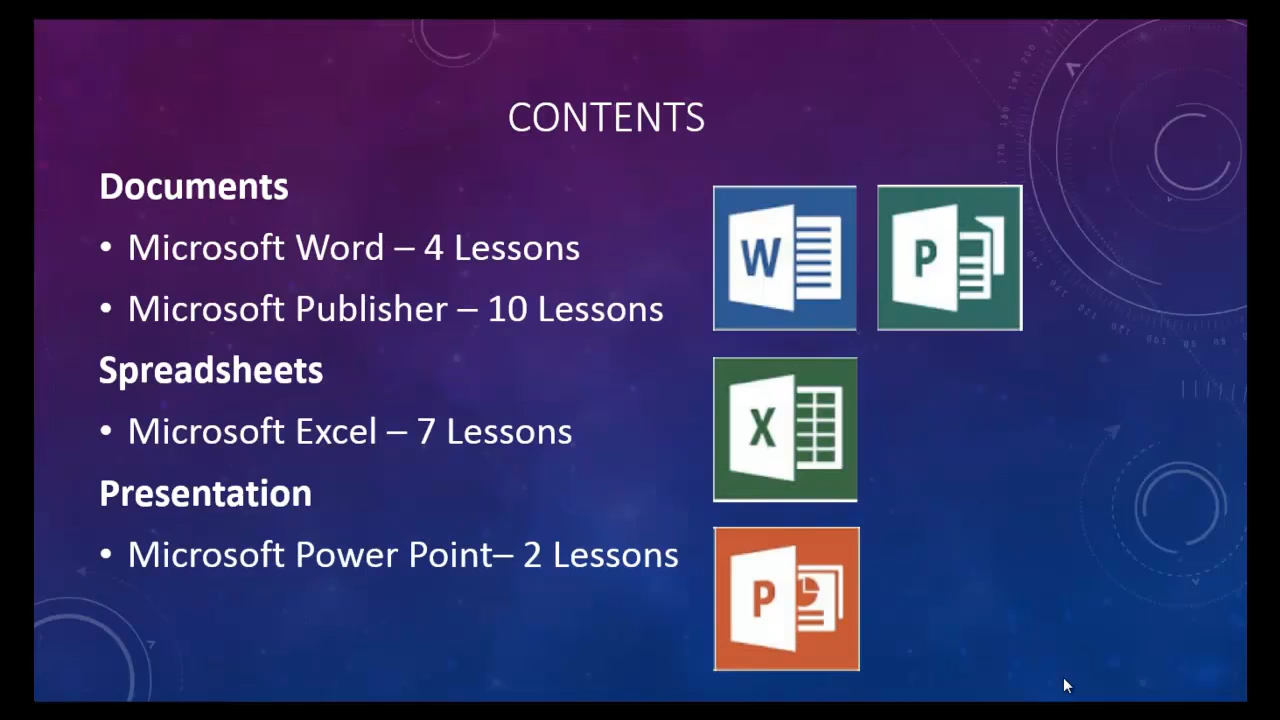 CONTENTS
Documents
• Microsoft Word – 4 Lessons
• Microsoft Publisher – 10 Lessons
Spreadsheets
• Microsoft Excel – 7 Lessons
Presentation
• Microsoft Power Point– 2 Lessons
W
P
X
P